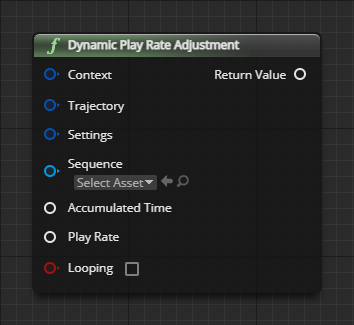 Dynamic Play Rate Adjustment
Context Return Value
Trajectory
Settings
Sequence
Select Asset
Accumulated Time
Play Rate
Looping